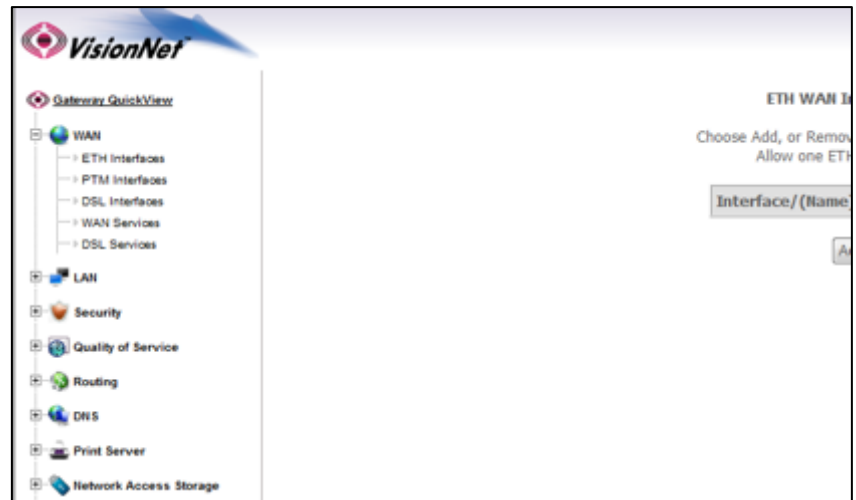 VisionNet
Gateway QuickView
WAN
ETH Interfaces
PTM Interfaces
DSL Interfaces
WAN Services
DSL Services
LAN
Security
Quality of Service
Routing
DNS
Print Server
Network Access Storage
ETH WAN
Choose Add, or
Allow one ETH
Interface/(Name)